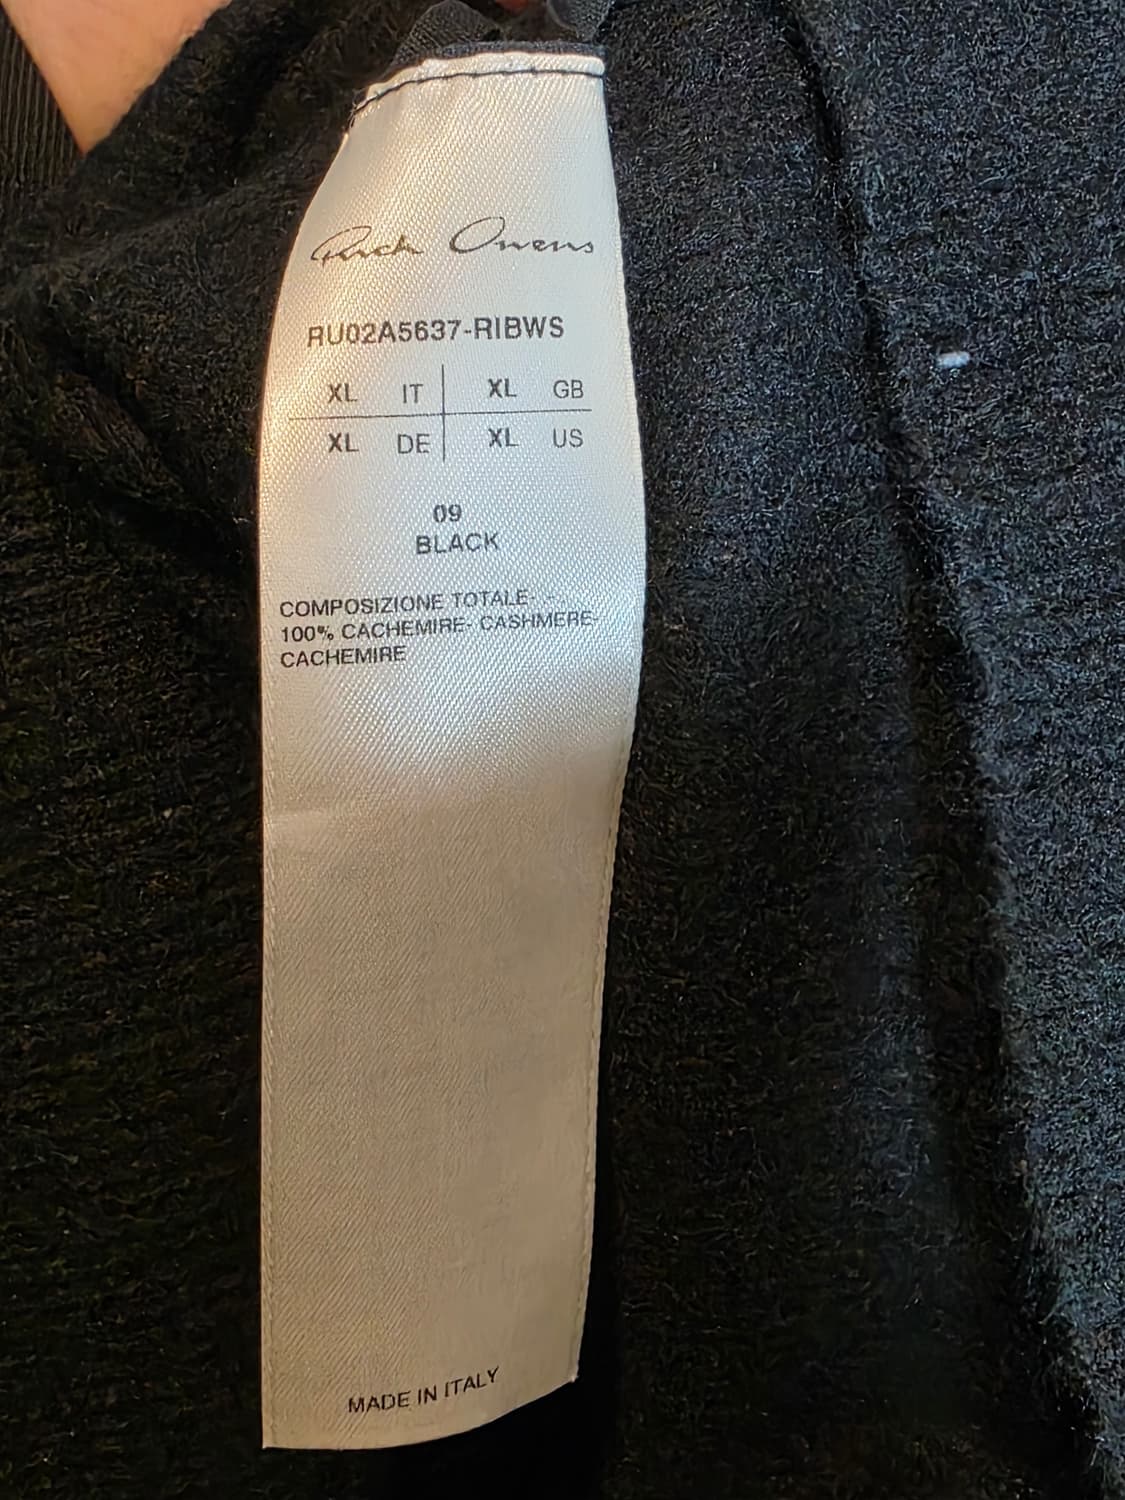 Rick Owens
RU02A5637-RIBWS
XL IT XL GB
XL DE XL US
09
BLACK
COMPOSIZIONE TOTALE- -
100% CACHEMIRE- CASHMERE-
CACHEMIRE
MADE IN ITALY